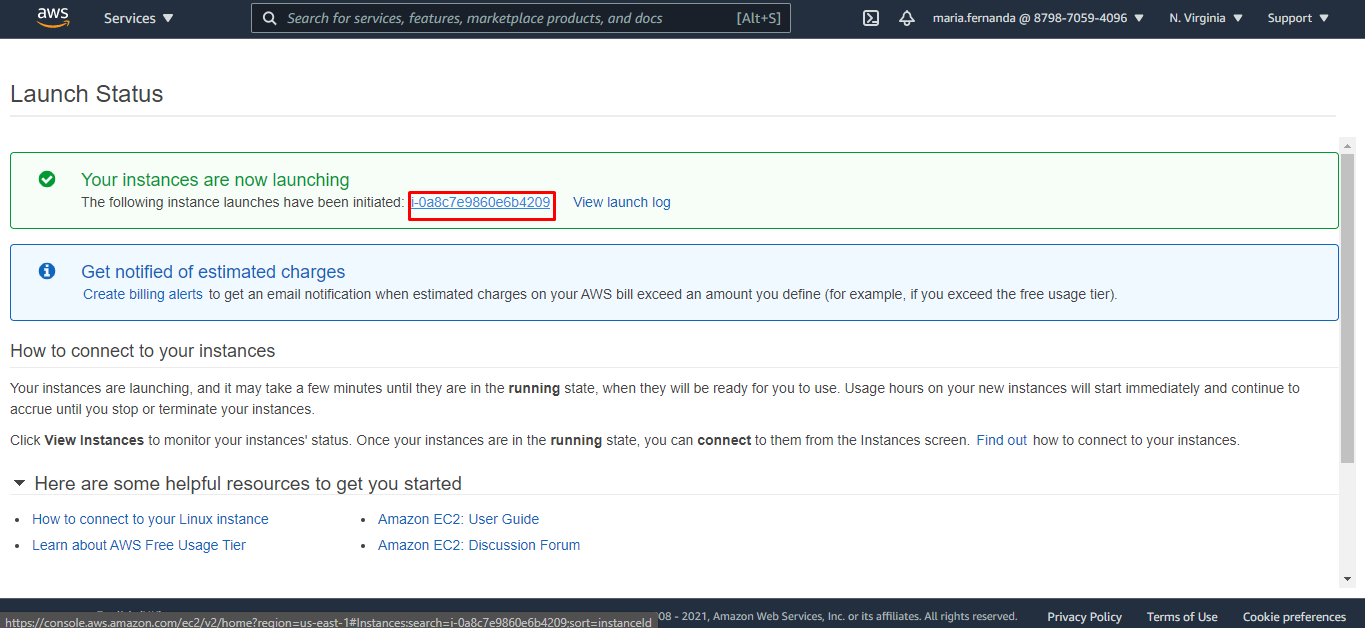 aws Services Search for services, features, marketplace products, and docs [Alt+S] maria.fernanda @ 8798-7059-4096 N. Virginia Support
Launch Status
Your instances are now launching
The following instance launches have been initiated: i-0a8c7e9860e6b4209 View launch log
Get notified of estimated charges
Create billing alerts to get an email notification when estimated charges on your AWS bill exceed an amount you define (for example, if you exceed the free usage tier).
How to connect to your instances
Your instances are launching, and it may take a few minutes until they are in the running state, when they will be ready for you to use. Usage hours on your new instances will start immediately and continue to
accrue until you stop or terminate your instances.
Click View Instances to monitor your instances' status. Once your instances are in the running state, you can connect to them from the Instances screen. Find out how to connect to your instances.
Here are some helpful resources to get you started
• How to connect to your Linux instance • Amazon EC2: User Guide
• Learn about AWS Free Usage Tier • Amazon EC2: Discussion Forum
08 - 2021, Amazon Web Services, Inc. or its affiliates. All rights reserved. Privacy Policy Terms of Use Cookie preferences
https://console.aws.amazon.com/ec2/v2/home?region=us-east-1#Instances:search=i-0a8c7e9860e6b4209;sort=instanceId